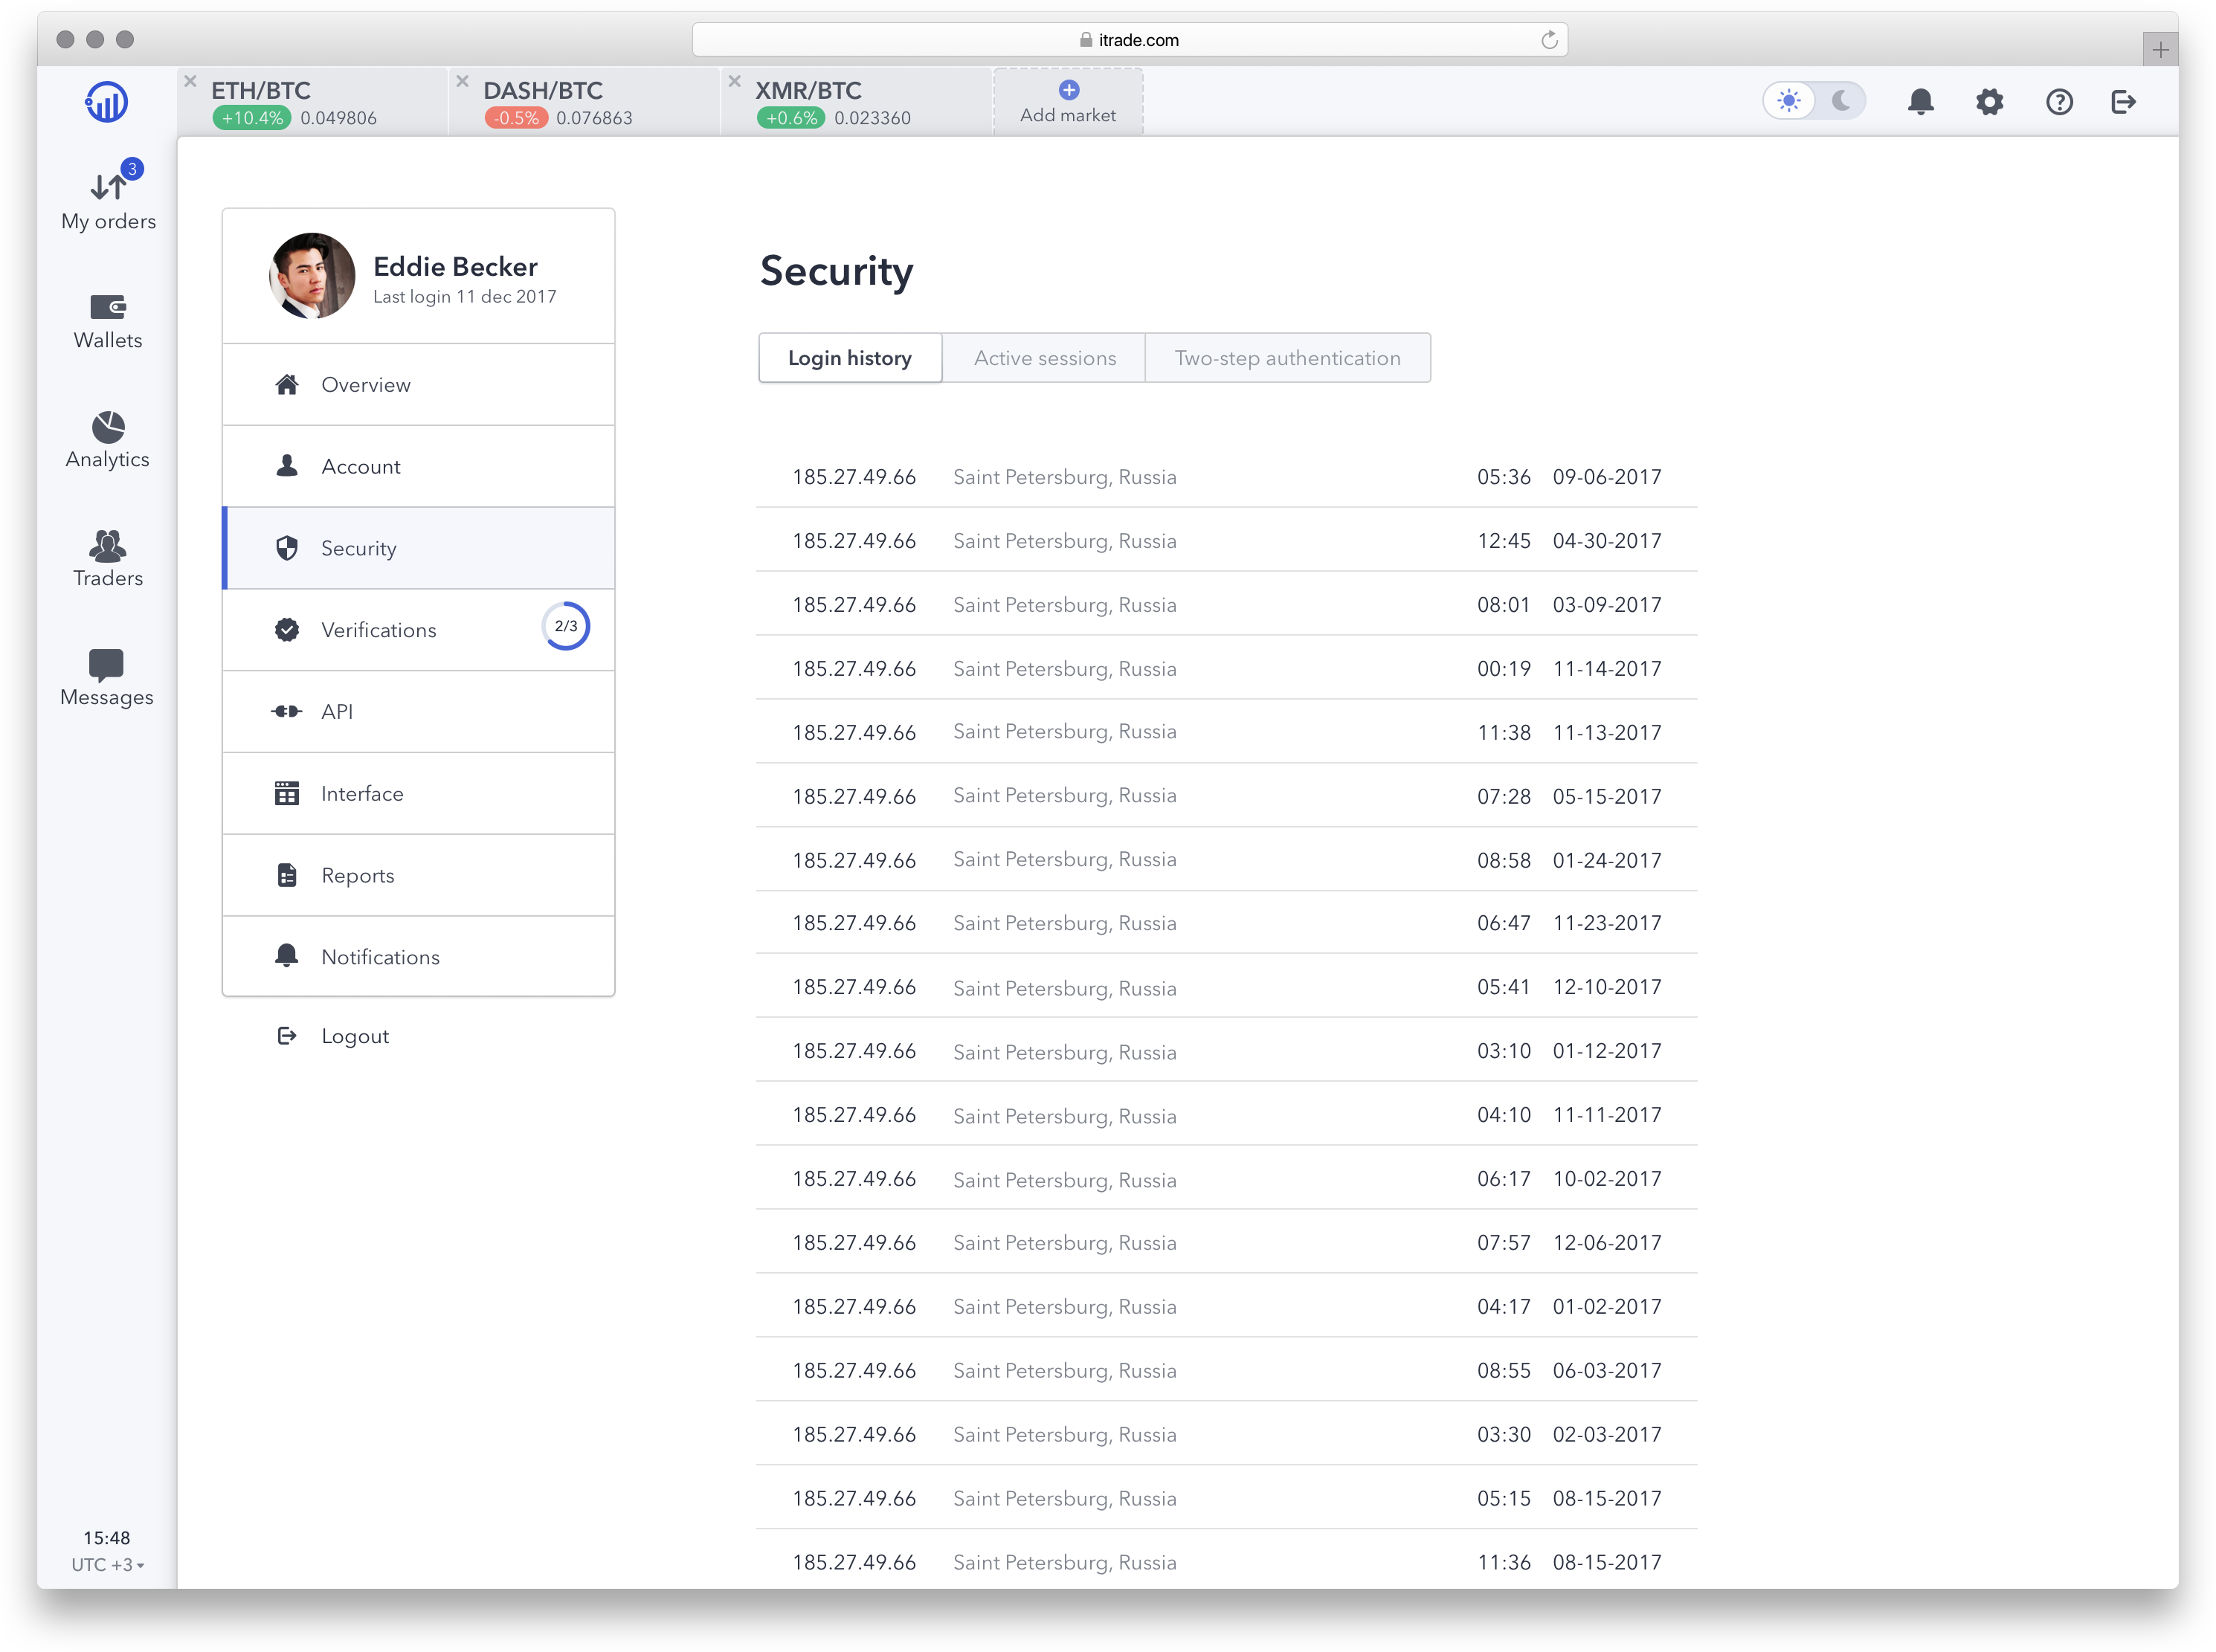 itrade.com
ETH/BTC
+10.4% 0.049806
DASH/BTC
-0.5% 0.076863
XMR/BTC
+0.6% 0.023360
Add market
3
My orders
Wallets
Analytics
Traders
Messages
15:48
UTC +3
Eddie Becker
Last login 11 dec 2017
Overview
Account
Security
Verifications 2/3
API
Interface
Reports
Notifications
Logout
Security
Login history Active sessions Two-step authentication
185.27.49.66 Saint Petersburg, Russia 05:36 09-06-2017
185.27.49.66 Saint Petersburg, Russia 12:45 04-30-2017
185.27.49.66 Saint Petersburg, Russia 08:01 03-09-2017
185.27.49.66 Saint Petersburg, Russia 00:19 11-14-2017
185.27.49.66 Saint Petersburg, Russia 11:38 11-13-2017
185.27.49.66 Saint Petersburg, Russia 07:28 05-15-2017
185.27.49.66 Saint Petersburg, Russia 08:58 01-24-2017
185.27.49.66 Saint Petersburg, Russia 06:47 11-23-2017
185.27.49.66 Saint Petersburg, Russia 05:41 12-10-2017
185.27.49.66 Saint Petersburg, Russia 03:10 01-12-2017
185.27.49.66 Saint Petersburg, Russia 04:10 11-11-2017
185.27.49.66 Saint Petersburg, Russia 06:17 10-02-2017
185.27.49.66 Saint Petersburg, Russia 07:57 12-06-2017
185.27.49.66 Saint Petersburg, Russia 04:17 01-02-2017
185.27.49.66 Saint Petersburg, Russia 08:55 06-03-2017
185.27.49.66 Saint Petersburg, Russia 03:30 02-03-2017
185.27.49.66 Saint Petersburg, Russia 05:15 08-15-2017
185.27.49.66 Saint Petersburg, Russia 11:36 08-15-2017